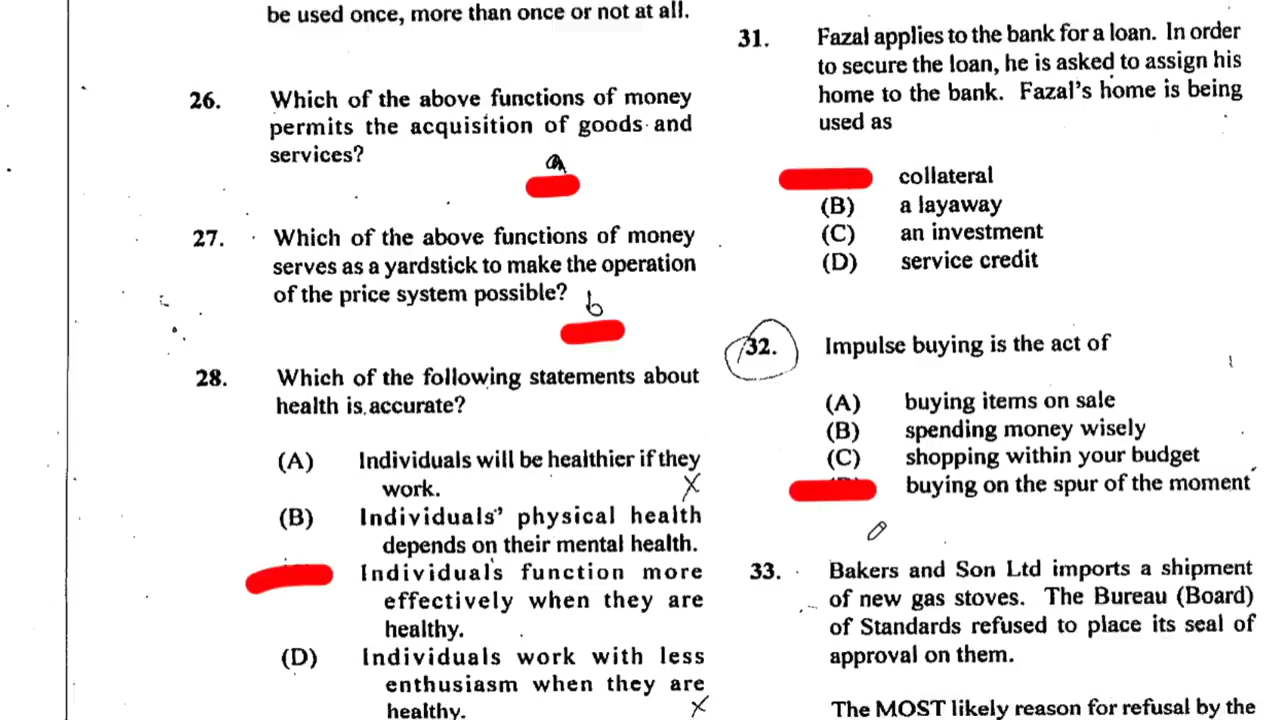 be used once, more than once or not at all.
26. Which of the above functions of money
permits the acquisition of goods and
services?
a
27. Which of the above functions of money
serves as a yardstick to make the operation
of the price system possible?
b
28. Which of the following statements about
health is accurate?
(A) Individuals will be healthier if they
work. X
(B) Individuals' physical health
depends on their mental health.
Individuals function more
effectively when they are
healthy.
(D) Individuals work with less
enthusiasm when they are
healthy. X
31. Fazal applies to the bank for a loan. In order
to secure the loan, he is asked to assign his
home to the bank. Fazal's home is being
used as
collateral
(B) a layaway
(C) an investment
(D) service credit
32. Impulse buying is the act of
(A) buying items on sale
(B) spending money wisely
(C) shopping within your budget
buying on the spur of the moment
33. Bakers and Son Ltd imports a shipment
of new gas stoves. The Bureau (Board)
of Standards refused to place its seal of
approval on them.
The MOST likely reason for refusal by the